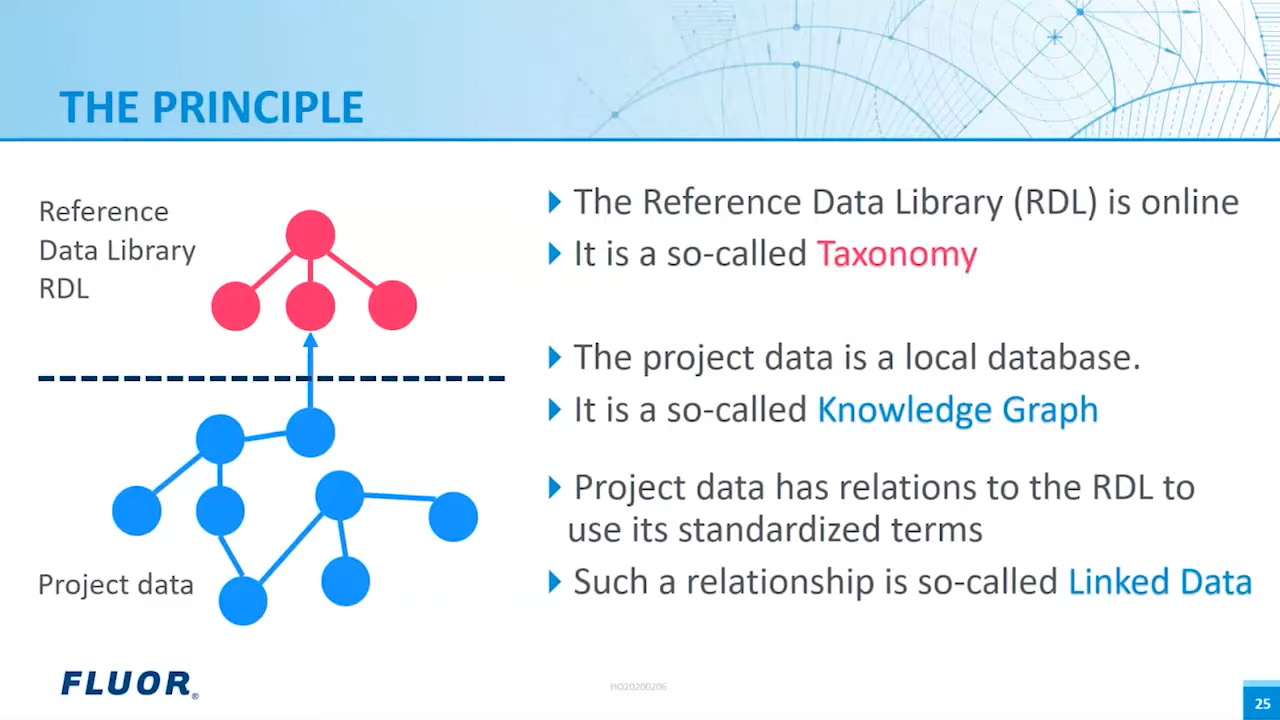 THE PRINCIPLE
Reference
Data Library
RDL
Project data
The Reference Data Library (RDL) is online
It is a so-called Taxonomy
The project data is a local database.
It is a so-called Knowledge Graph
Project data has relations to the RDL to
use its standardized terms
Such a relationship is so-called Linked Data
FLUOR®
HO20200206
25